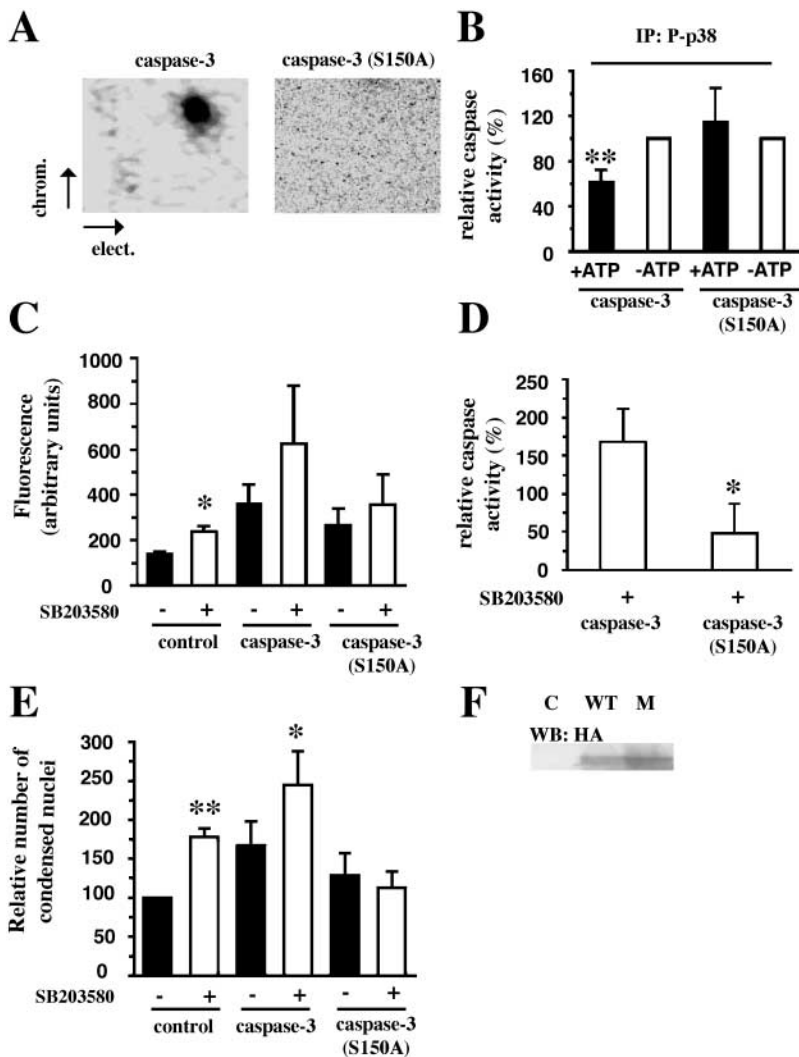 A
caspase-3
caspase-3 (S150A)
chrom.
elect.
B
IP: P-p38
relative caspase
activity (%)
160
120
80
40
0
**
+ATP -ATP +ATP -ATP
caspase-3
caspase-3
(S150A)
C
Fluorescence
(arbitrary units)
1000
800
600
400
200
0
*
SB203580 - + - + - +
control caspase-3 caspase-3
(S150A)
D
relative caspase
activity (%)
250
200
150
100
50
0
*
SB203580 + +
caspase-3 caspase-3
(S150A)
E
Relative number of
condensed nuclei
300
250
200
150
100
50
0
**
*
SB203580 - + - + - +
control caspase-3 caspase-3
(S150A)
F
C WT M
WB: HA